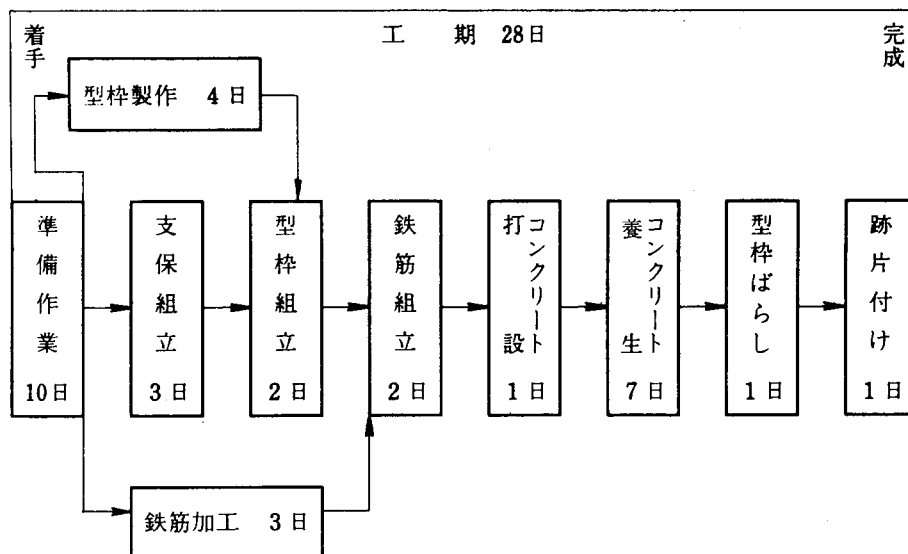 着手
工期 28日
完成
型枠製作 4日
準備作業
10日
支保組立
3日
型枠組立
2日
鉄筋組立
2日
コンクリート
打設
1日
コンクリート
養生
7日
型枠ばらし
1日
跡片付け
1日
鉄筋加工 3日